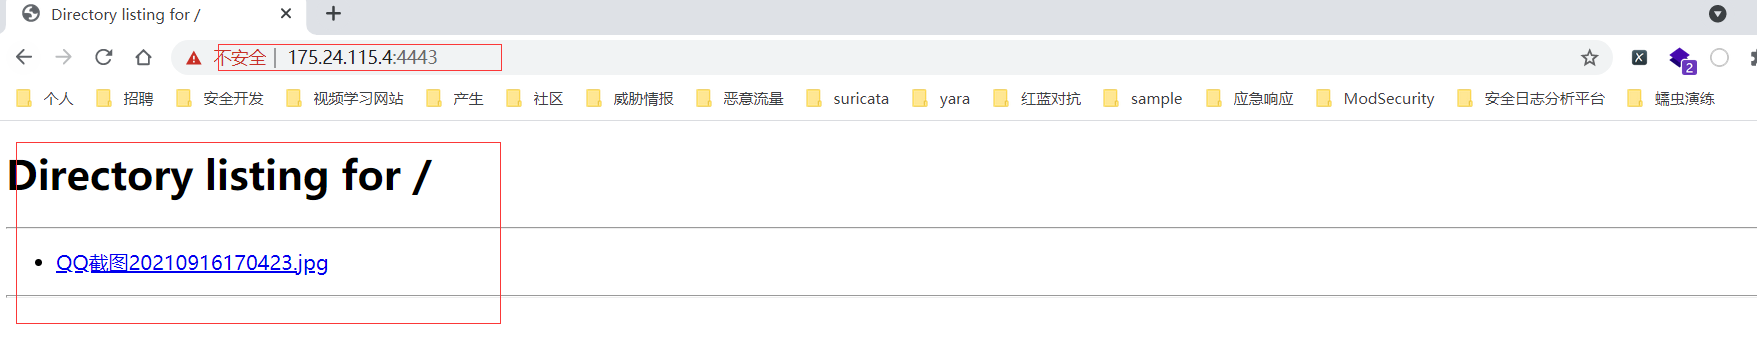 Directory listing for /
不安全 | 175.24.115.4:4443
2
个人 招聘 安全开发 视频学习网站 产生 社区 威胁情报 恶意流量 suricata yara 红蓝对抗 sample 应急响应 ModSecurity 安全日志分析平台 蠕虫演练
Directory listing for /
QQ截图20210916170423.jpg